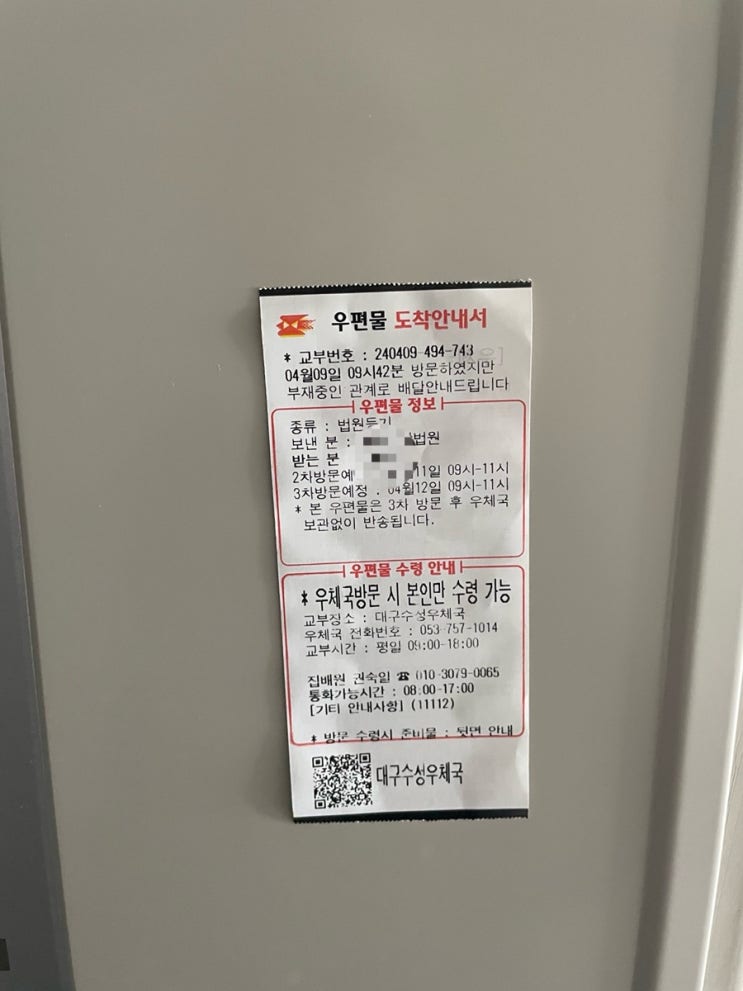 우편물 도착안내서
* 교부번호 : 240409-494-743
04월09일 09시42분 방문하였지만
부재중인 관계로 배달안내드립니다
우편물 정보
종류 : 법원등기
보낸 분 : 법원
받는 분
2차방문예 11일 09시-11시
3차방문예정 : 04월12일 09시-11시
* 본 우편물은 3차 방문 후 우체국
보관없이 반송됩니다.
우편물 수령 안내
* 우체국방문 시 본인만 수령 가능
교부장소 : 대구수성우체국
우체국 전화번호 : 053-757-1014
교부시간 : 평일 09:00-18:00
집배원 권숙일 ☎ 010-3079-0065
통화가능시간 : 08:00-17:00
[기타 안내사항] (11112)
* 방문 수령시 준비물 : 뒷면 안내
대구수성우체국